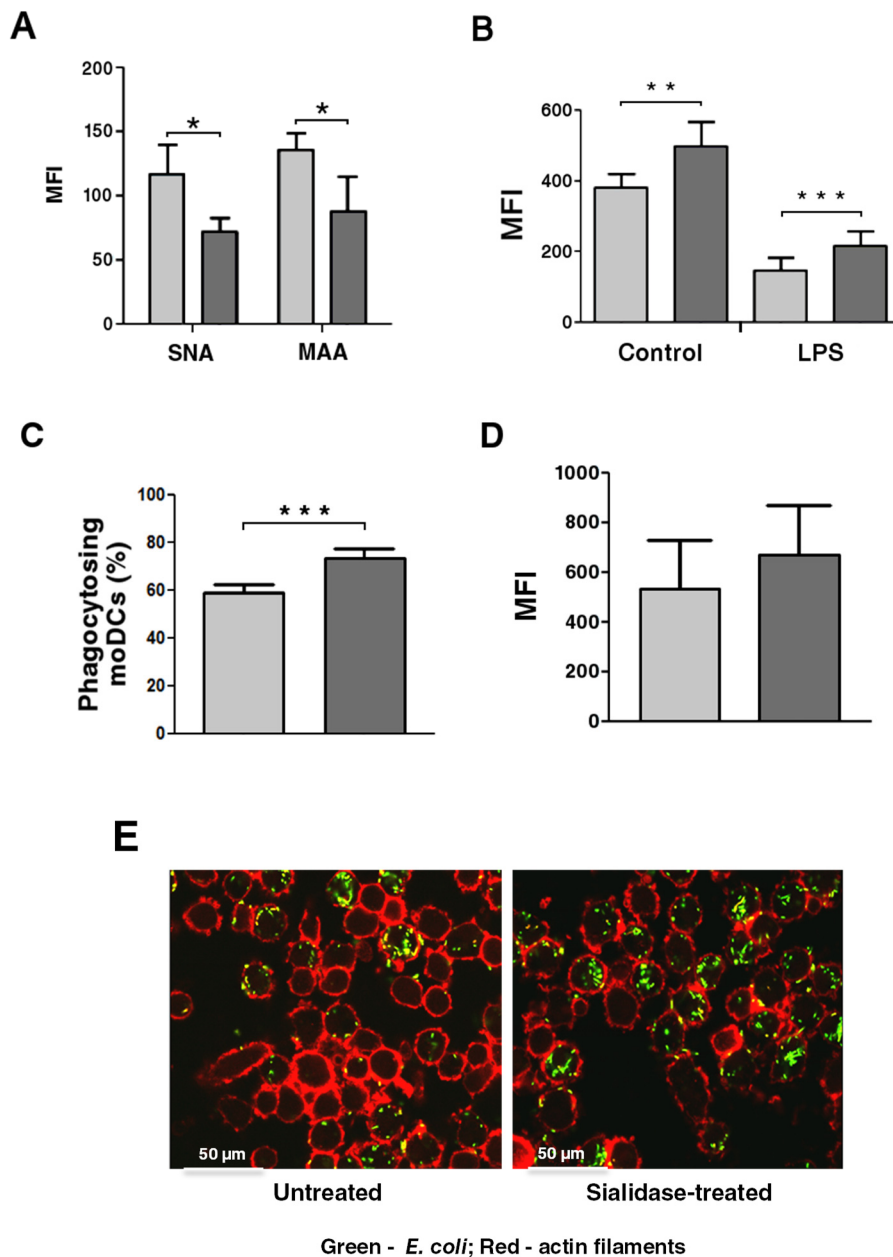 A
200
150
100
50
0
MFI
*
*
SNA
MAA
B
600
400
200
0
MFI
* *
* * *
Control
LPS
C
100
80
60
40
20
0
Phagocytosing
moDCs (%)
* * *
D
1000
800
600
400
200
0
MFI
E
50 µm
50 µm
Untreated
Sialidase-treated
Green - E. coli; Red - actin filaments